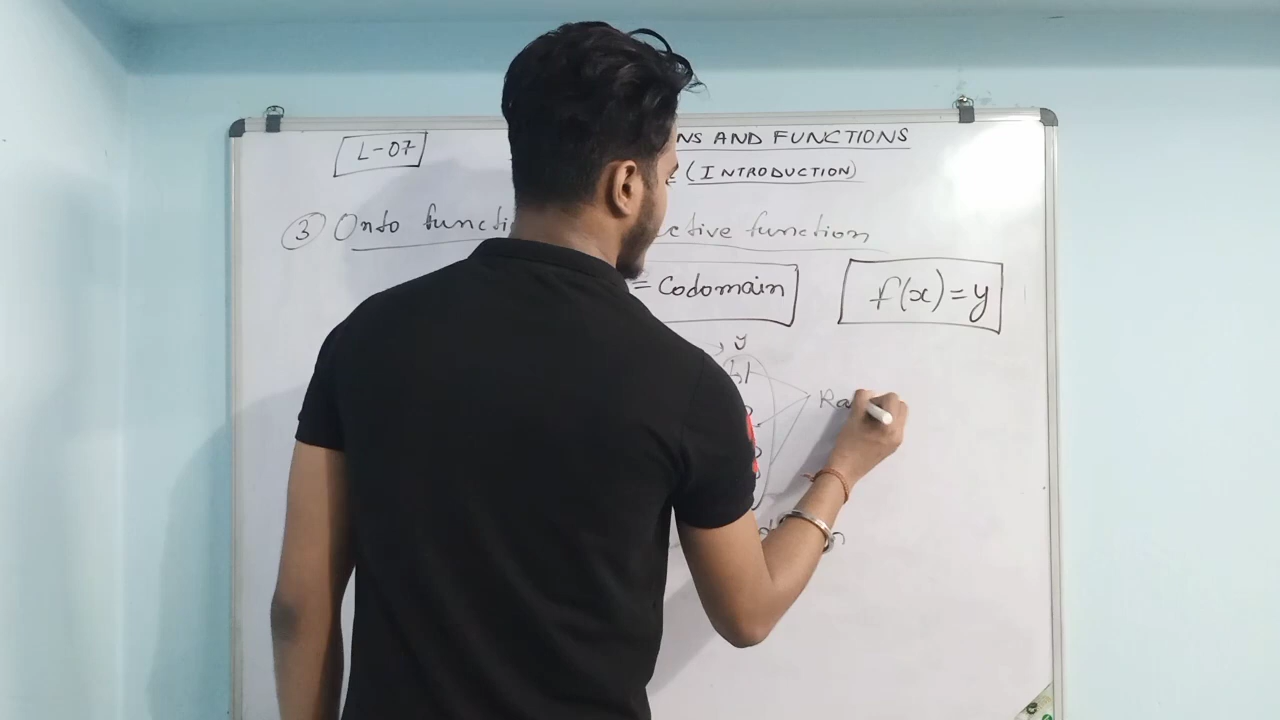 L-07
NS AND FUNCTIONS
(INTRODUCTION)
③ Onto functi ctive function
= Codomain
f(x)=y
y
Ra